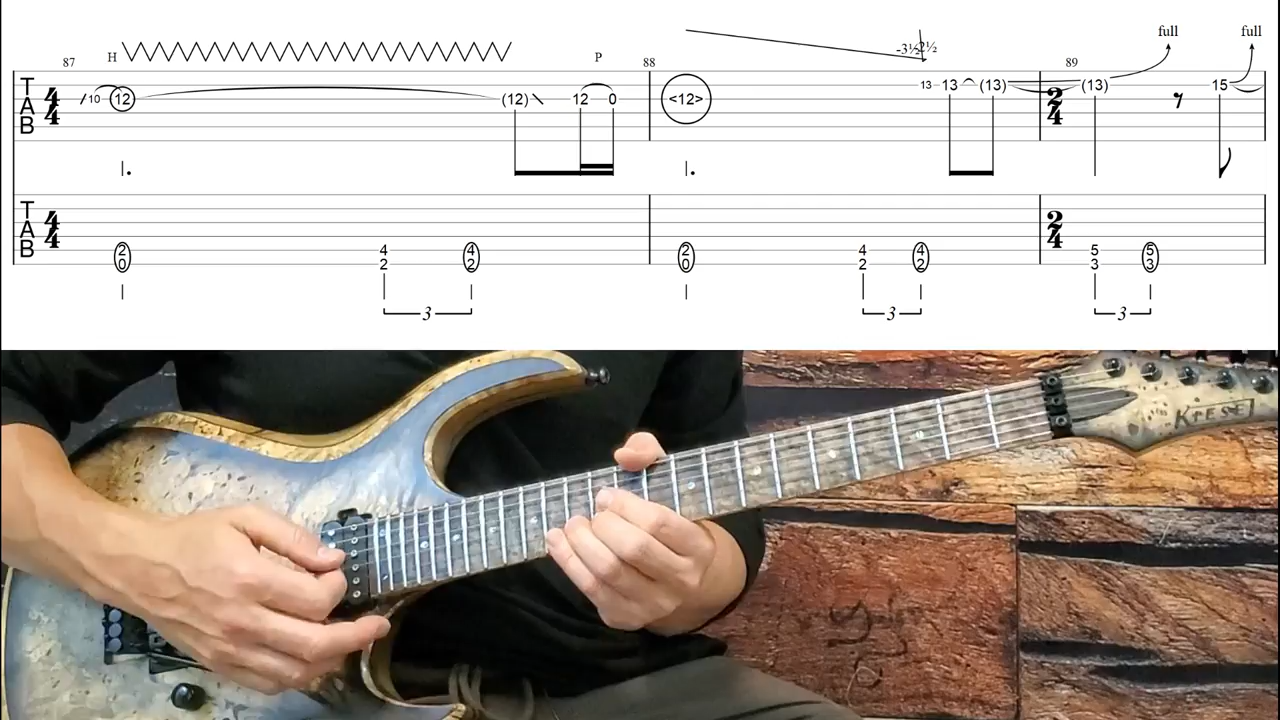 full full
87 H P 88 -3½ 2½ 89
13 13 (13) (13) 15
T A B 4 4 10 12 (12) 12 0 <12> 2 4
T A B 4 4 2 4
2 4 4 2 4 4 5 5
0 2 2 0 2 2 3 3
3 3 3
KIESEL